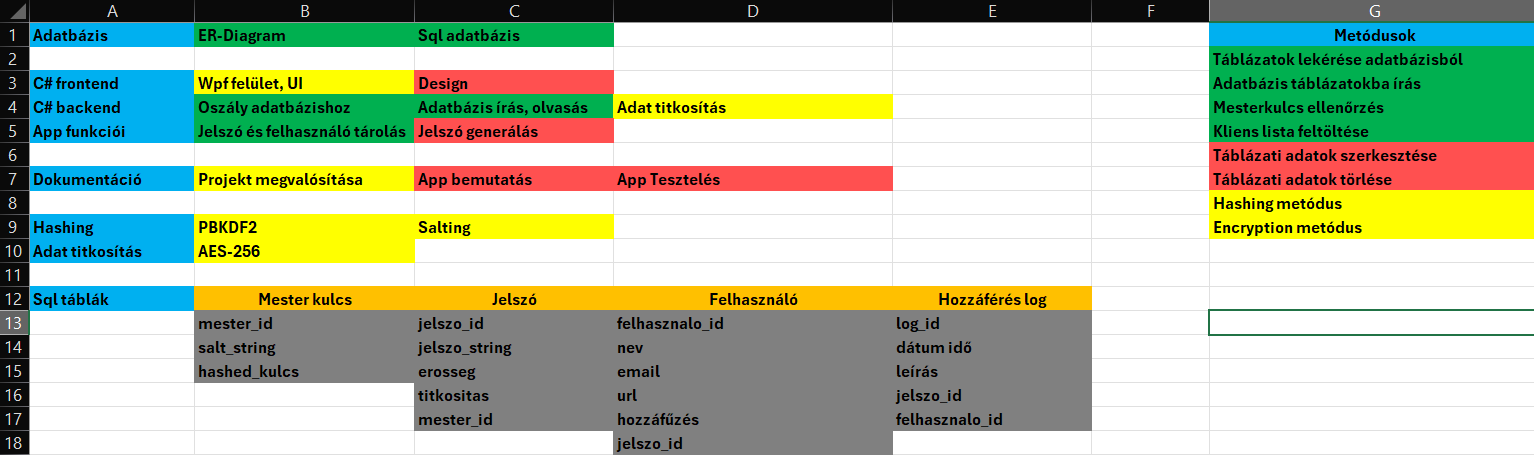 A B C D E F G
1 Adatbázis ER-Diagram Sql adatbázis Metódusok
2 Táblázatok lekérése adatbázisból
3 C# frontend Wpf felület, UI Design Adatbázis táblázatokba írás
4 C# backend Oszály adatbázishoz Adatbázis írás, olvasás Adat titkosítás Mesterkulcs ellenőrzés
5 App funkciói Jelszó és felhasználó tárolás Jelszó generálás Kliens lista feltöltése
6 Táblázati adatok szerkesztése
7 Dokumentáció Projekt megvalósítása App bemutatás App Tesztelés Táblázati adatok törlése
8 Hashing metódus
9 Hashing PBKDF2 Salting Encryption metódus
10 Adat titkosítás AES-256
11
12 Sql táblák Mester kulcs Jelszó Felhasználó Hozzáférés log
13 mester_id jelszo_id felhasznalo_id log_id
14 salt_string jelszo_string nev dátum idő
15 hashed_kulcs erosseg email leírás
16 titkositas url jelszo_id
17 mester_id hozzáfűzés felhasznalo_id
18 jelszo_id